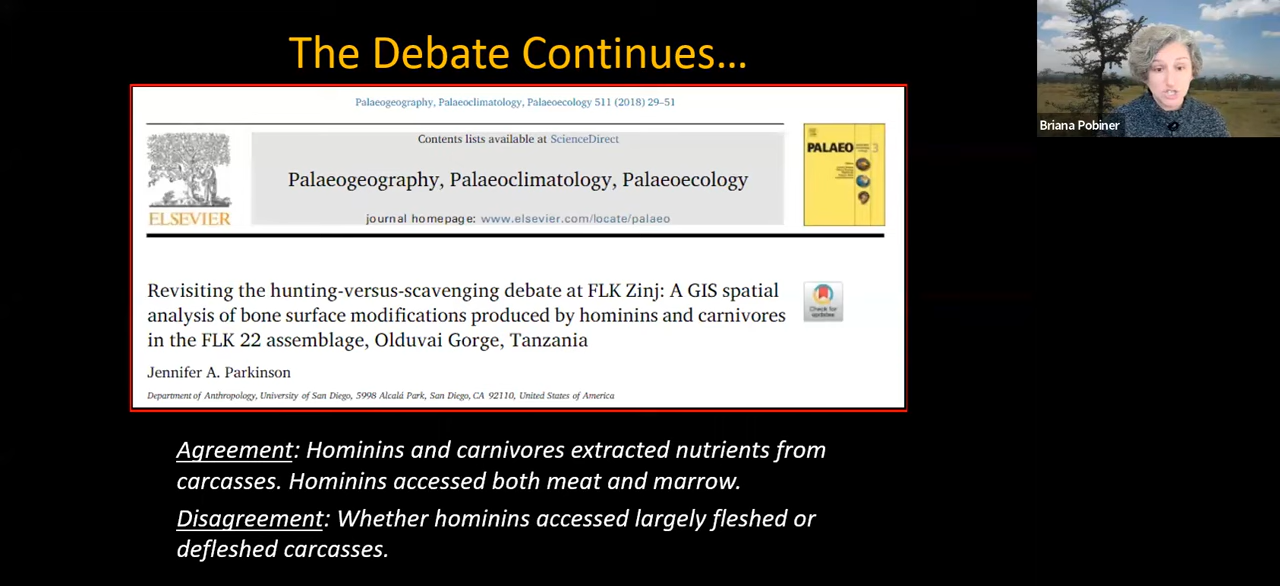 The Debate Continues...
Palaeogeography, Palaeoclimatology, Palaeoecology 511 (2018) 29–51
Contents lists available at ScienceDirect
Palaeogeography, Palaeoclimatology, Palaeoecology
journal homepage: www.elsevier.com/locate/palaeo
ELSEVIER
PALAEO 3
Revisiting the hunting-versus-scavenging debate at FLK Zinj: A GIS spatial
analysis of bone surface modifications produced by hominins and carnivores
in the FLK 22 assemblage, Olduvai Gorge, Tanzania
Check for
updates
Jennifer A. Parkinson
Department of Anthropology, University of San Diego, 5998 Alcalá Park, San Diego, CA 92110, United States of America
Agreement: Hominins and carnivores extracted nutrients from
carcasses. Hominins accessed both meat and marrow.
Disagreement: Whether hominins accessed largely fleshed or
defleshed carcasses.
Briana Pobiner